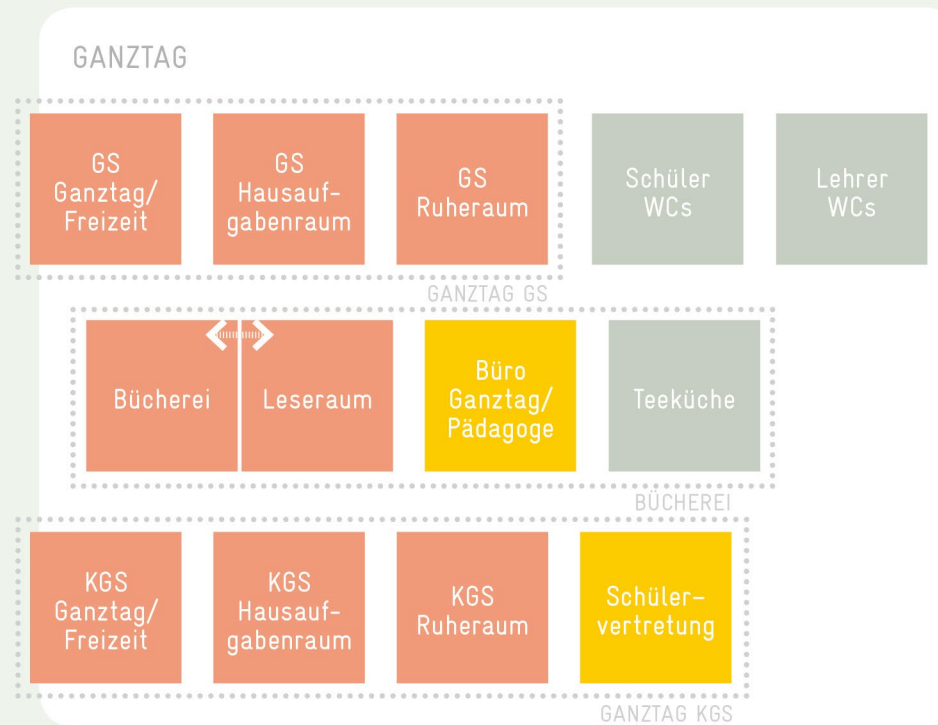 GANZTAG
GS
Ganztag/
Freizeit
GS
Hausauf-
gabenraum
GS
Ruheraum
Schüler
WCs
Lehrer
WCs
GANZTAG GS
Bücherei
Leseraum
Büro
Ganztag/
Pädagoge
Teeküche
BÜCHEREI
KGS
Ganztag/
Freizeit
KGS
Hausauf-
gabenraum
KGS
Ruheraum
Schüler-
vertretung
GANZTAG KGS